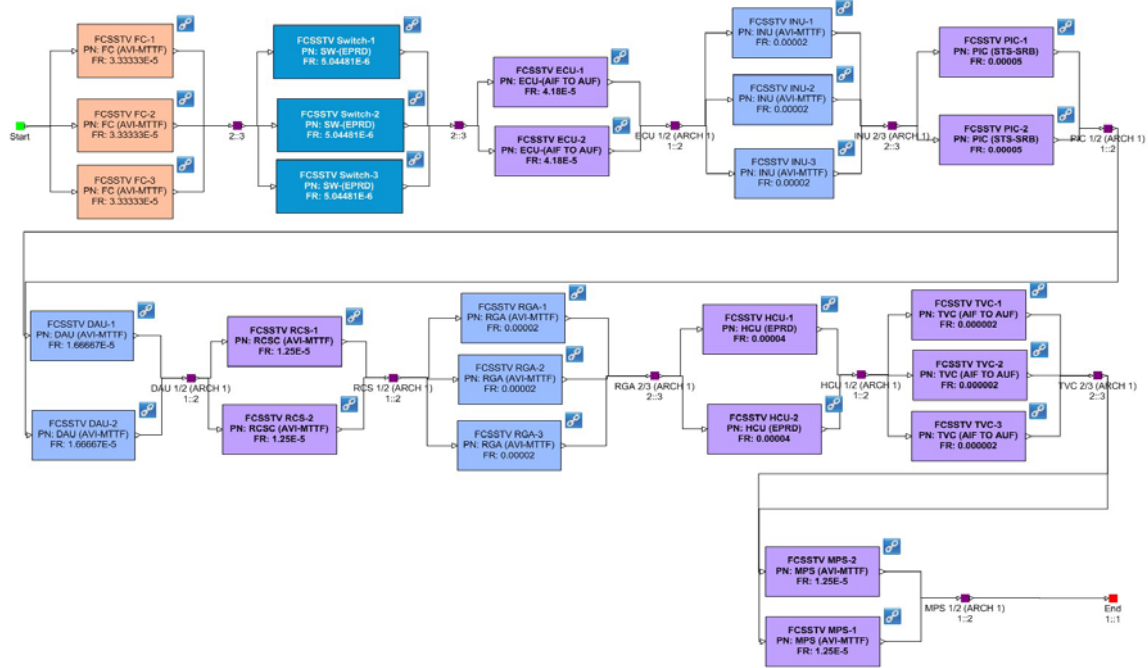 Start
FCSSTV FC-1
PN: FC (AVI-MTTF)
FR: 3.33333E-5
FCSSTV FC-2
PN: FC (AVI-MTTF)
FR: 3.33333E-5
FCSSTV FC-3
PN: FC (AVI-MTTF)
FR: 3.33333E-5
2::3
FCSSTV Switch-1
PN: SW-(EPRD)
FR: 5.04481E-6
FCSSTV Switch-2
PN: SW-(EPRD)
FR: 5.04481E-6
FCSSTV Switch-3
PN: SW-(EPRD)
FR: 5.04481E-6
2::3
FCSSTV ECU-1
PN: ECU-(AIF TO AUF)
FR: 4.18E-5
FCSSTV ECU-2
PN: ECU-(AIF TO AUF)
FR: 4.18E-5
ECU 1/2 (ARCH 1)
1::2
FCSSTV INU-1
PN: INU (AVI-MTTF)
FR: 0.00002
FCSSTV INU-2
PN: INU (AVI-MTTF)
FR: 0.00002
FCSSTV INU-3
PN: INU (AVI-MTTF)
FR: 0.00002
INU 2/3 (ARCH 1)
2::3
FCSSTV PIC-1
PN: PIC (STS-SRB)
FR: 0.00005
FCSSTV PIC-2
PN: PIC (STS-SRB)
FR: 0.00005
PIC 1/2 (ARCH 1)
1::2
FCSSTV DAU-1
PN: DAU (AVI-MTTF)
FR: 1.66667E-5
FCSSTV DAU-2
PN: DAU (AVI-MTTF)
FR: 1.66667E-5
DAU 1/2 (ARCH 1)
1::2
FCSSTV RCS-1
PN: RCSC (AVI-MTTF)
FR: 1.25E-5
FCSSTV RCS-2
PN: RCSC (AVI-MTTF)
FR: 1.25E-5
RCS 1/2 (ARCH 1)
1::2
FCSSTV RGA-1
PN: RGA (AVI-MTTF)
FR: 0.00002
FCSSTV RGA-2
PN: RGA (AVI-MTTF)
FR: 0.00002
FCSSTV RGA-3
PN: RGA (AVI-MTTF)
FR: 0.00002
RGA 2/3 (ARCH 1)
2::3
FCSSTV HCU-1
PN: HCU (EPRD)
FR: 0.00004
FCSSTV HCU-2
PN: HCU (EPRD)
FR: 0.00004
HCU 1/2 (ARCH 1)
1::2
FCSSTV TVC-1
PN: TVC (AIF TO AUF)
FR: 0.000002
FCSSTV TVC-2
PN: TVC (AIF TO AUF)
FR: 0.000002
FCSSTV TVC-3
PN: TVC (AIF TO AUF)
FR: 0.000002
TVC 2/3 (ARCH 1)
2::3
FCSSTV MPS-2
PN: MPS (AVI-MTTF)
FR: 1.25E-5
FCSSTV MPS-1
PN: MPS (AVI-MTTF)
FR: 1.25E-5
MPS 1/2 (ARCH 1)
1::2
End
1::1